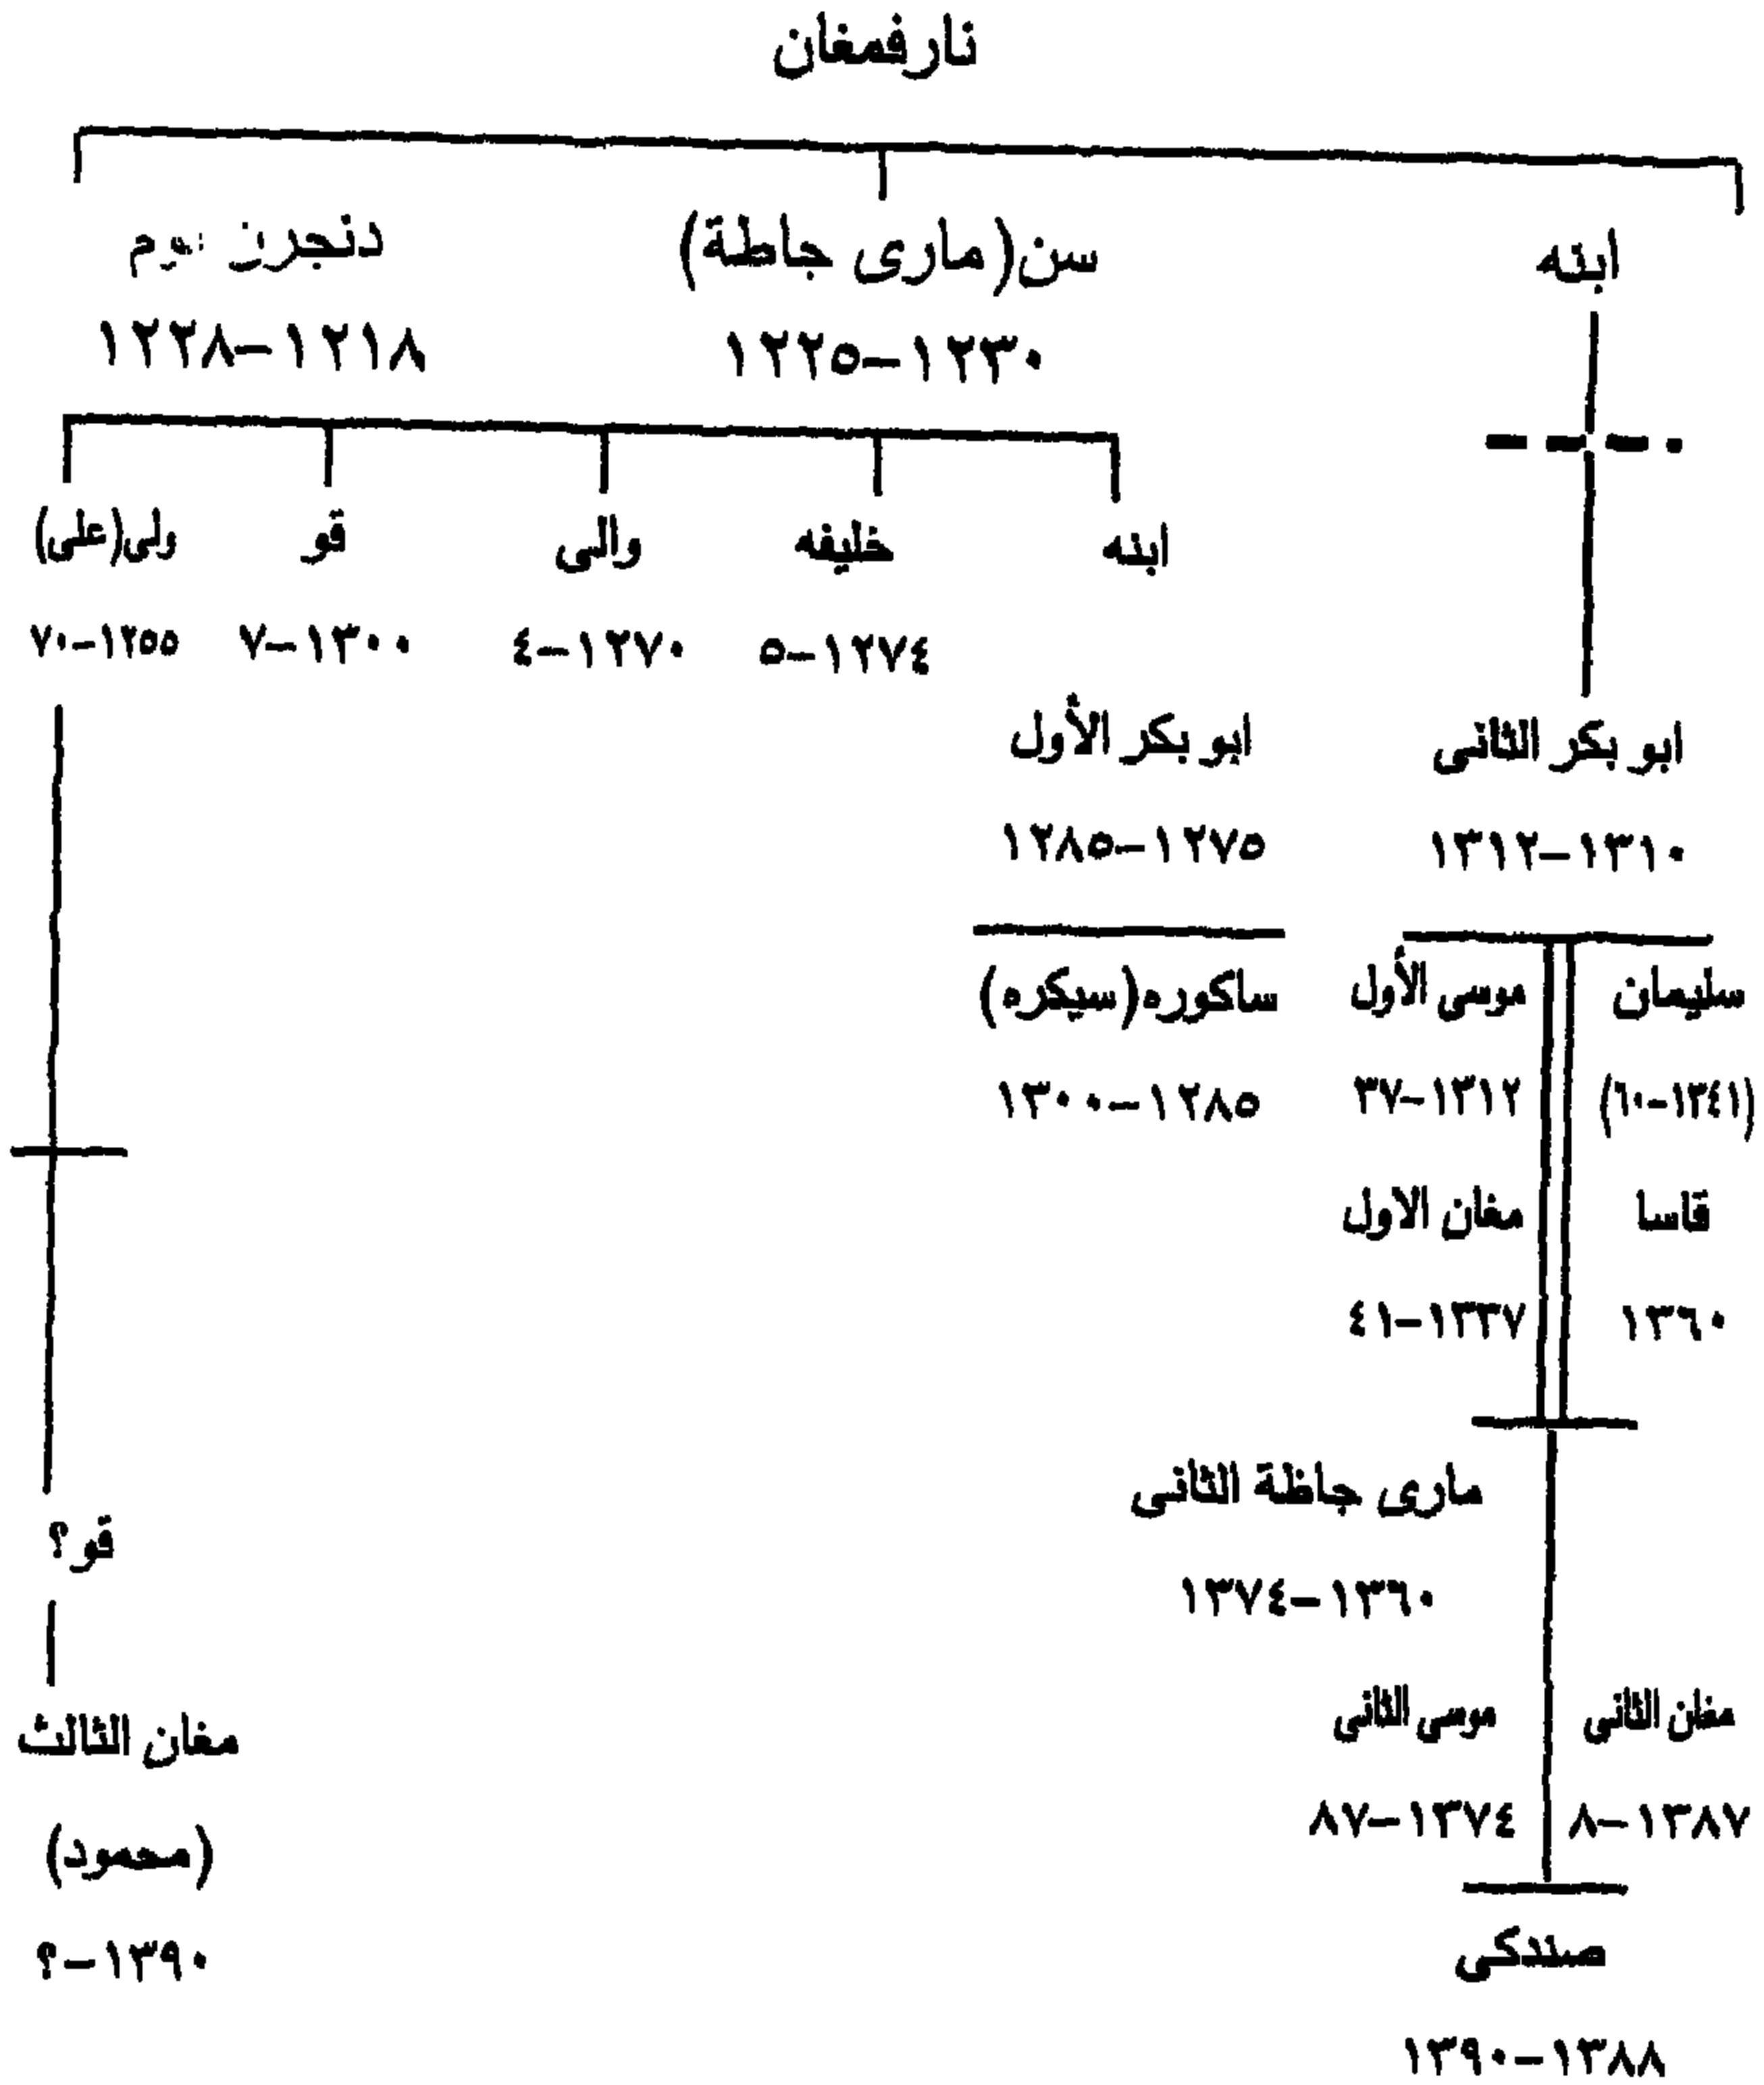 نارفمغان
ابنه
سن (مارى جاطة)
دنجرن
١٢٣٠–١٢٢٥
١٢١٨–١٢٣٨
ابنه
خليفه
والى
قو
ولى (على)
١٢٧٤–٥
١٢٧٠–٤
١٣٠٠–٧
١٢٥٥–٧٠
ابو بكر الثانى
ابو بكر الأول
١٣١٠–١٣١٢
١٢٧٥–١٢٨٥
سليمان
موسى الأول
ساكوره (سيكره)
(١٣٤١–٦٠)
١٣١٢–٣٧
١٢٨٥–١٣٠٠
قاسا
مغان الاول
١٣٦٠
١٣٣٧–٤١
مارى جاظة الثانى
قو؟
١٣٦٠–١٣٧٤
مغان الثانى
موسى الثانى
مغان الثالث
١٣٨٧–٨
١٣٧٤–٨٧
(محمود)
صندكى
١٣٩٠–؟
١٣٨٨–١٣٩٠